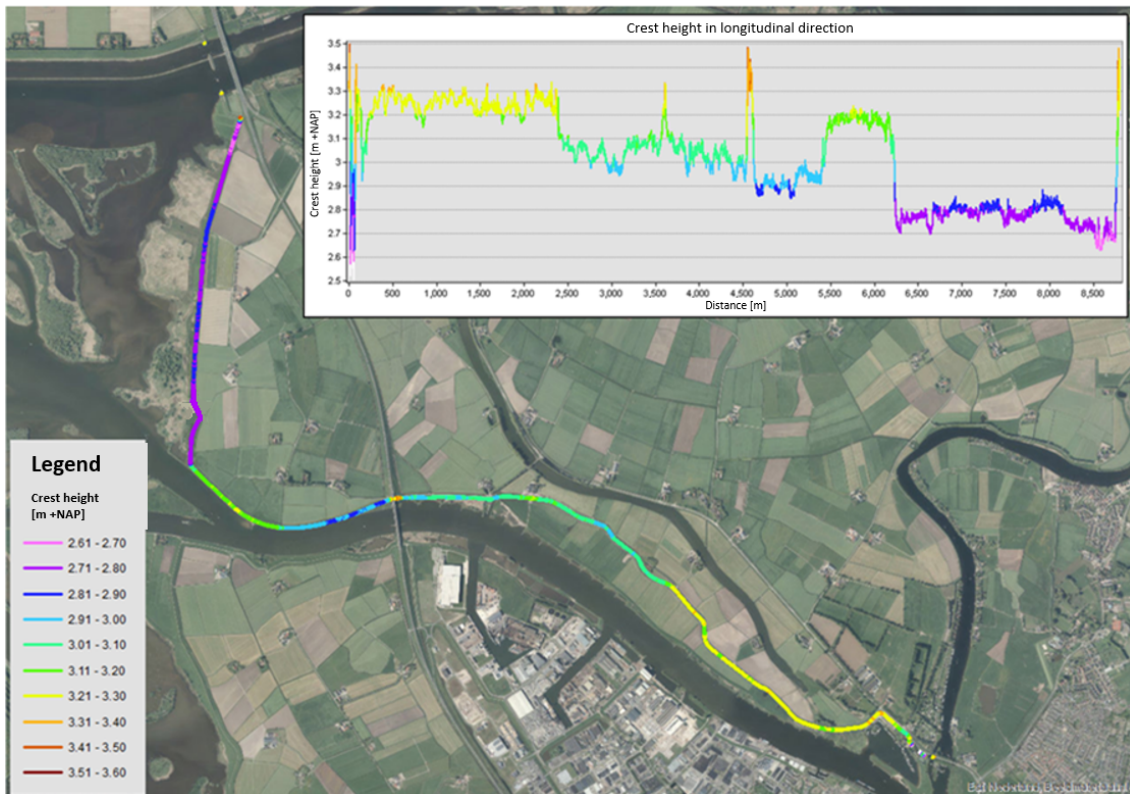 Crest height in longitudinal direction
Crest height [m +NAP]
3.5
3.4
3.3
3.2
3.1
3
2.9
2.8
2.7
2.6
2.5
0 500 1,000 1,500 2,000 2,500 3,000 3,500 4,000 4,500 5,000 5,500 6,000 6,500 7,000 7,500 8,000 8,500
Distance [m]
Legend
Crest height
[m +NAP]
2.61 - 2.70
2.71 - 2.80
2.81 - 2.90
2.91 - 3.00
3.01 - 3.10
3.11 - 3.20
3.21 - 3.30
3.31 - 3.40
3.41 - 3.50
3.51 - 3.60